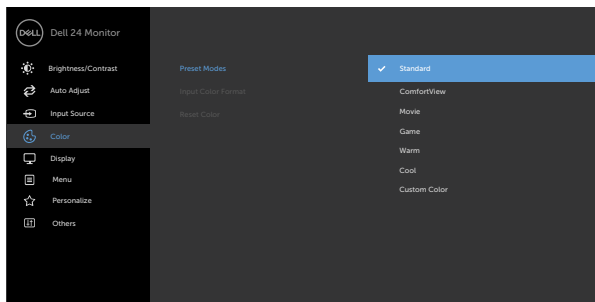 DELL Dell 24 Monitor
Brightness/Contrast
Auto Adjust
Input Source
Color
Display
Menu
Personalize
Others
Preset Modes
Input Color Format
Reset Color
Standard
ComfortView
Movie
Game
Warm
Cool
Custom Color